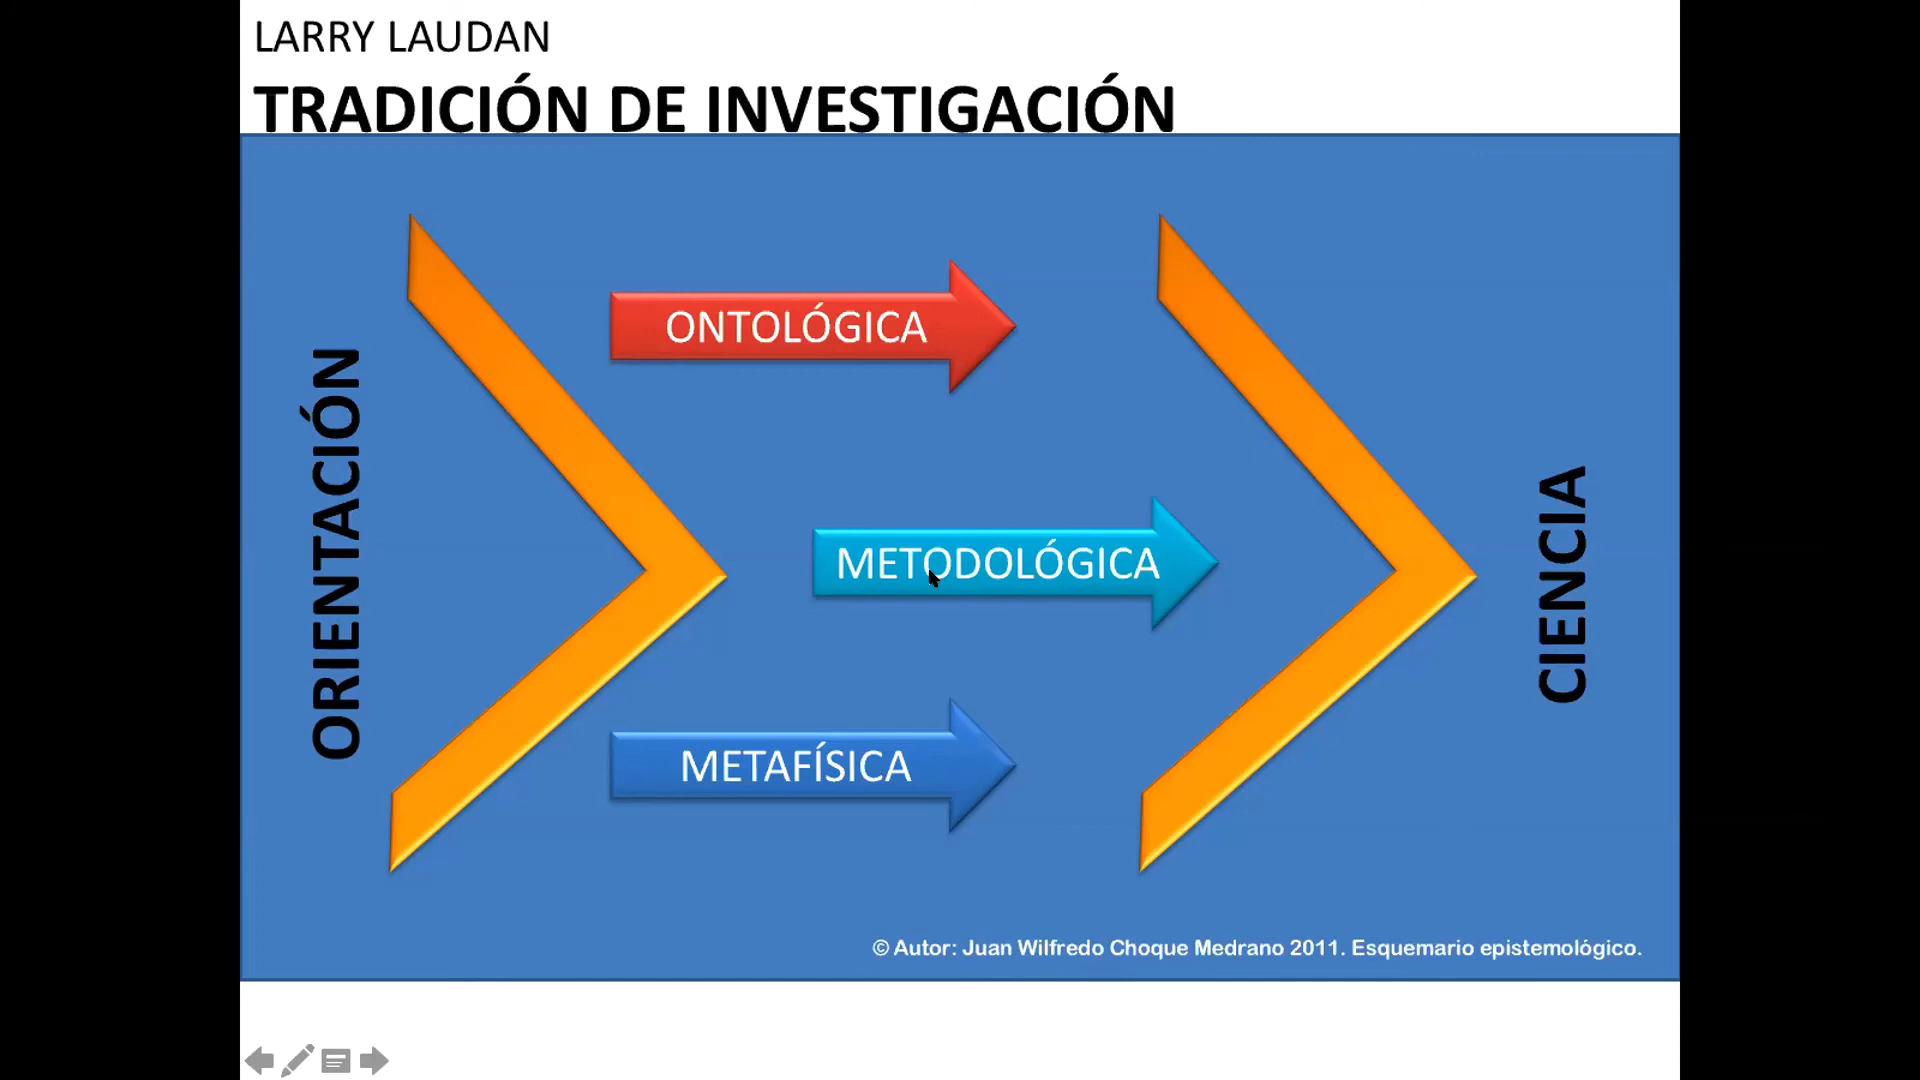 LARRY LAUDAN
TRADICIÓN DE INVESTIGACIÓN
ORIENTACIÓN
ONTOLÓGICA
METODOLÓGICA
METAFÍSICA
CIENCIA
© Autor: Juan Wilfredo Choque Medrano 2011. Esquemario epistemológico.